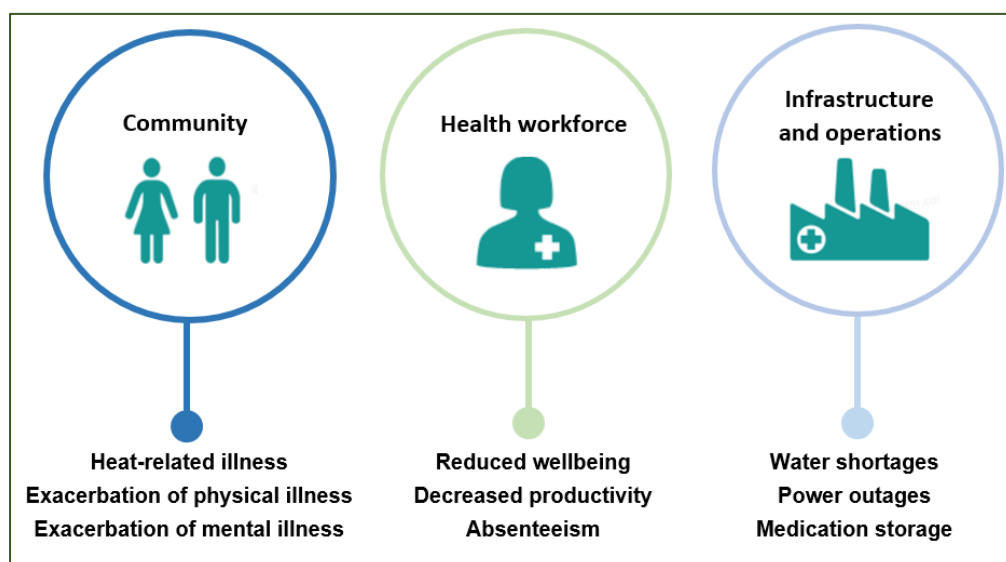 Community
Heat-related illness
Exacerbation of physical illness
Exacerbation of mental illness
Health workforce
Reduced wellbeing
Decreased productivity
Absenteeism
Infrastructure
and operations
Water shortages
Power outages
Medication storage